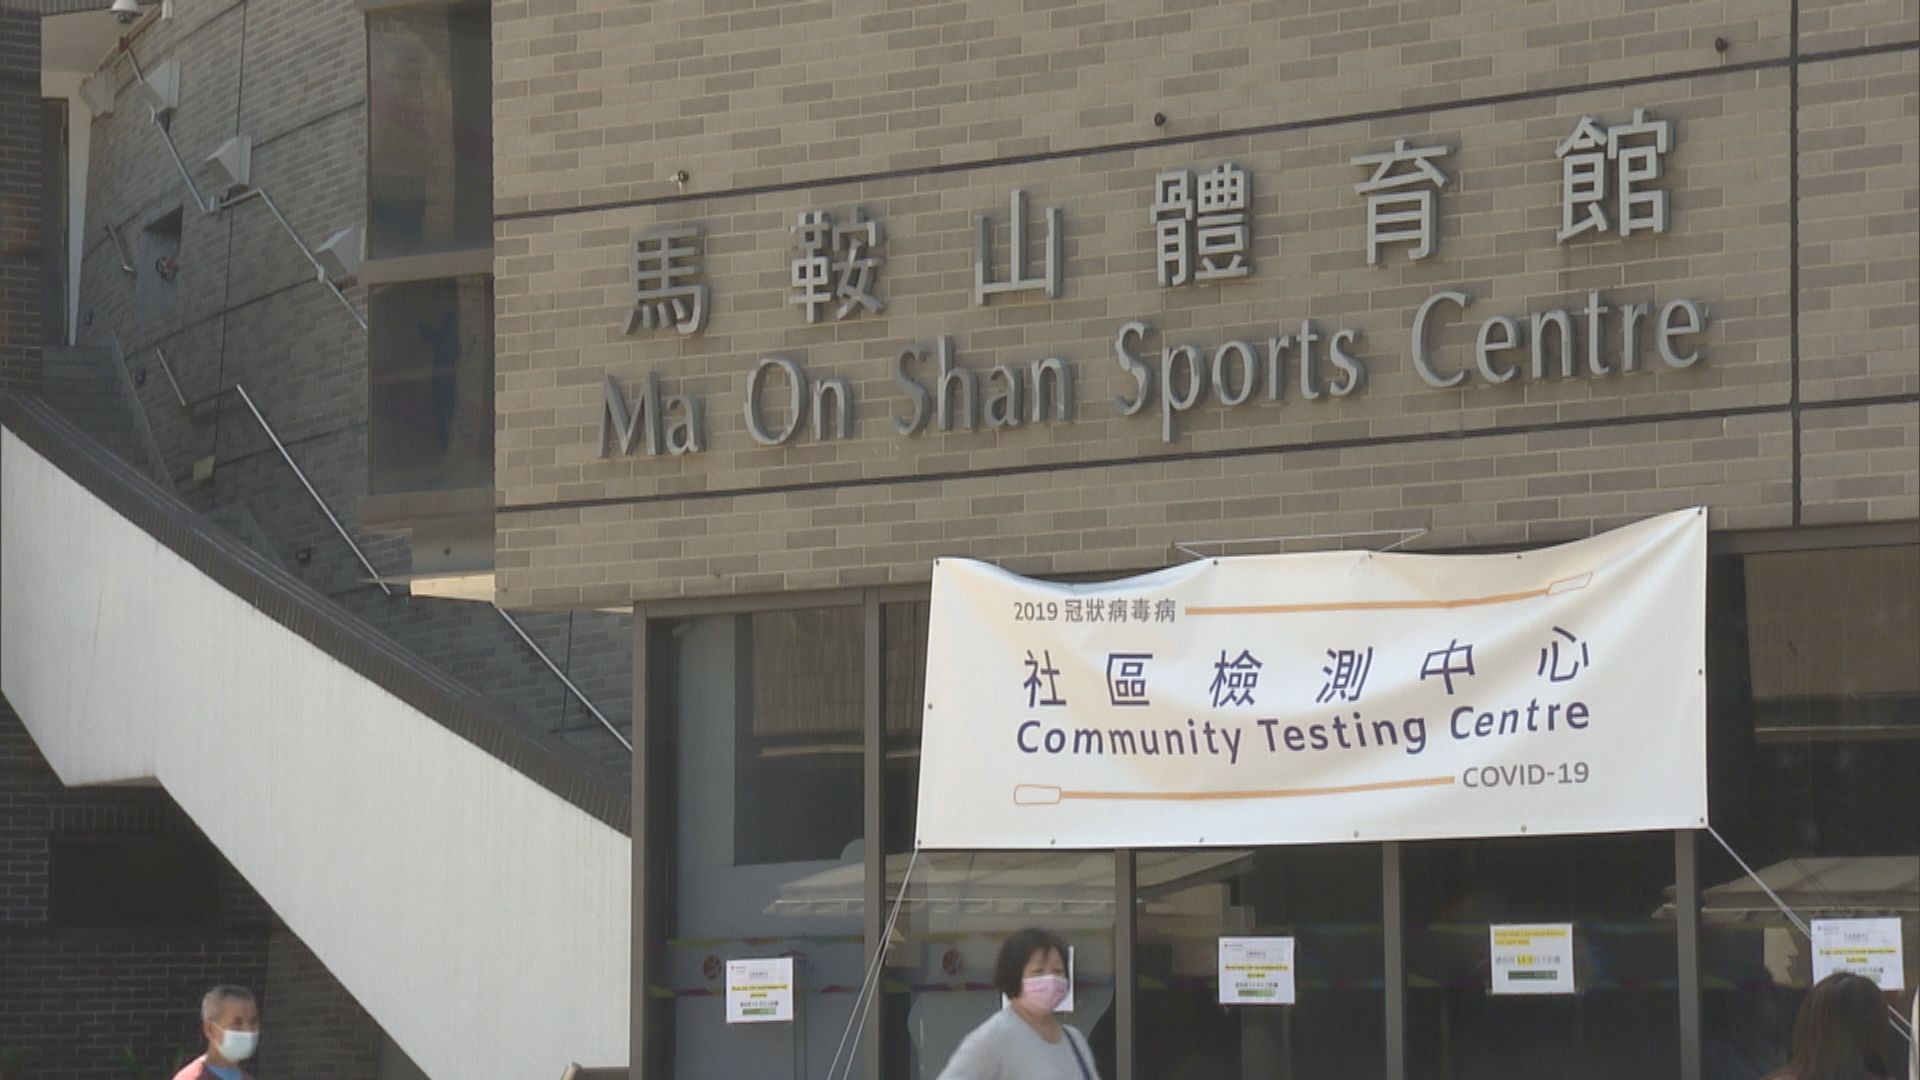 馬鞍山體育館
Ma On Shan Sports Centre
2019 冠狀病毒病
社區檢測中心
Community Testing Centre
COVID-19